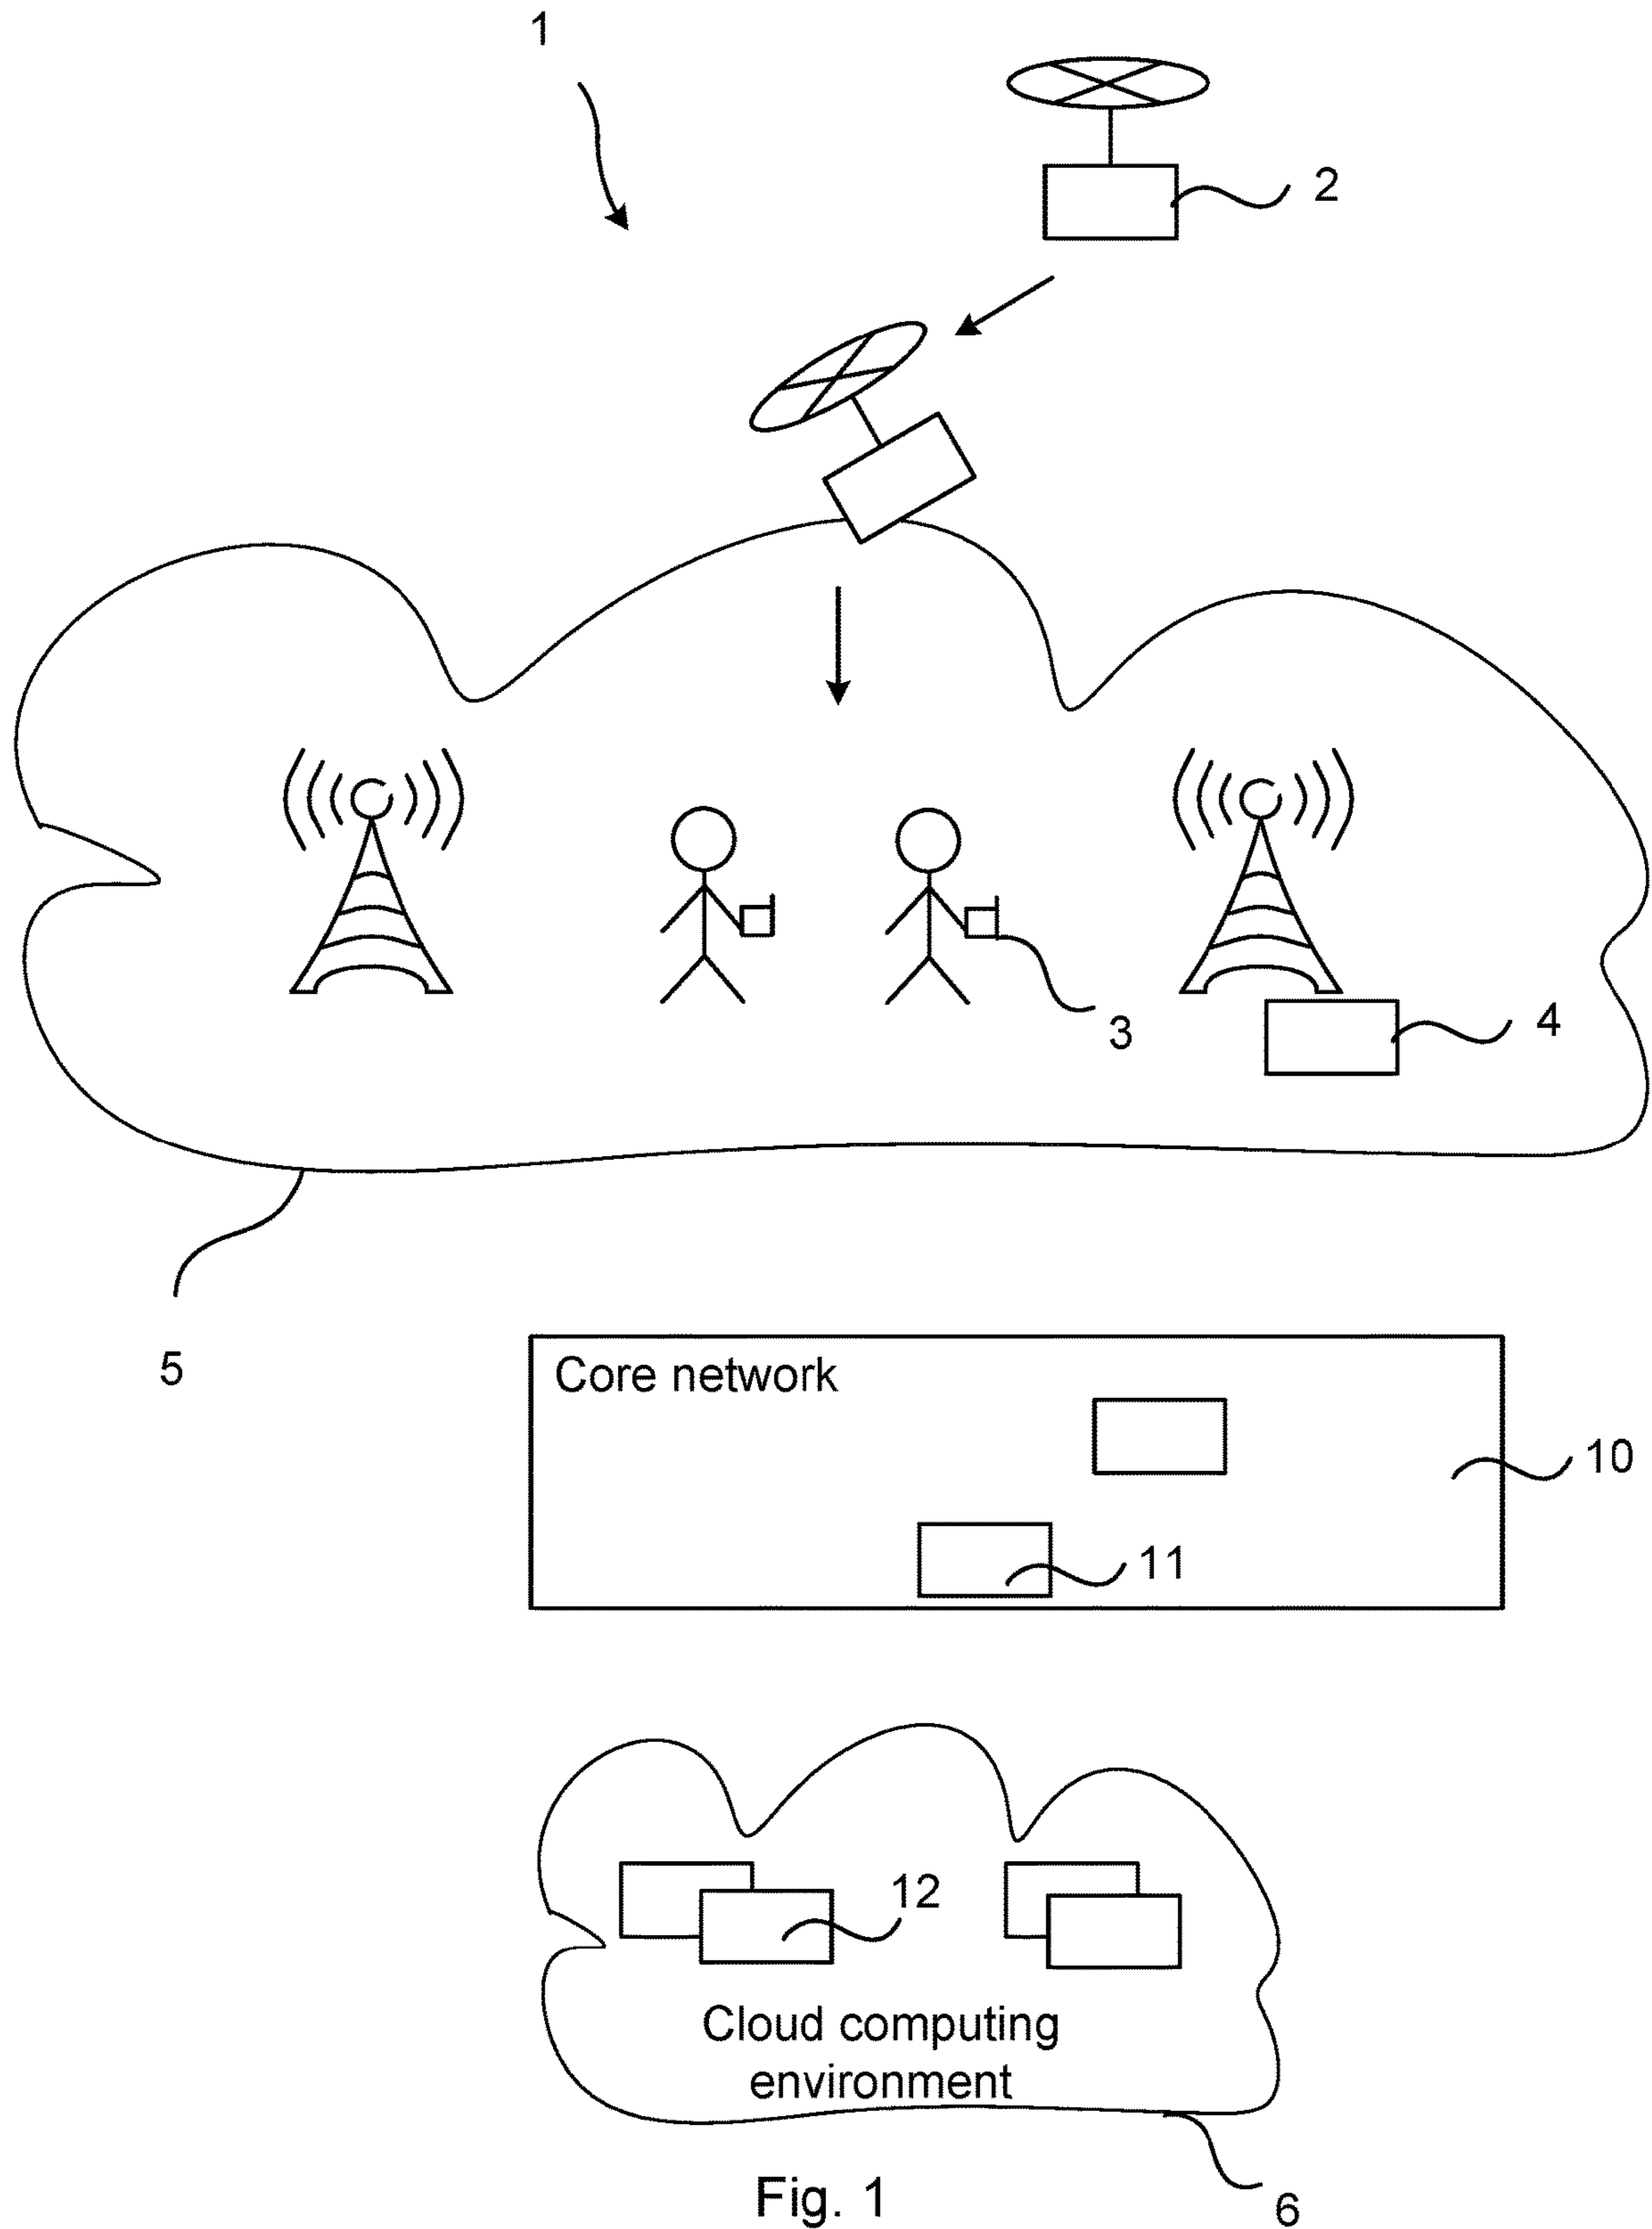 1
2
3
4
5
Core network
10
11
12
Cloud computing
environment
Fig. 1
6